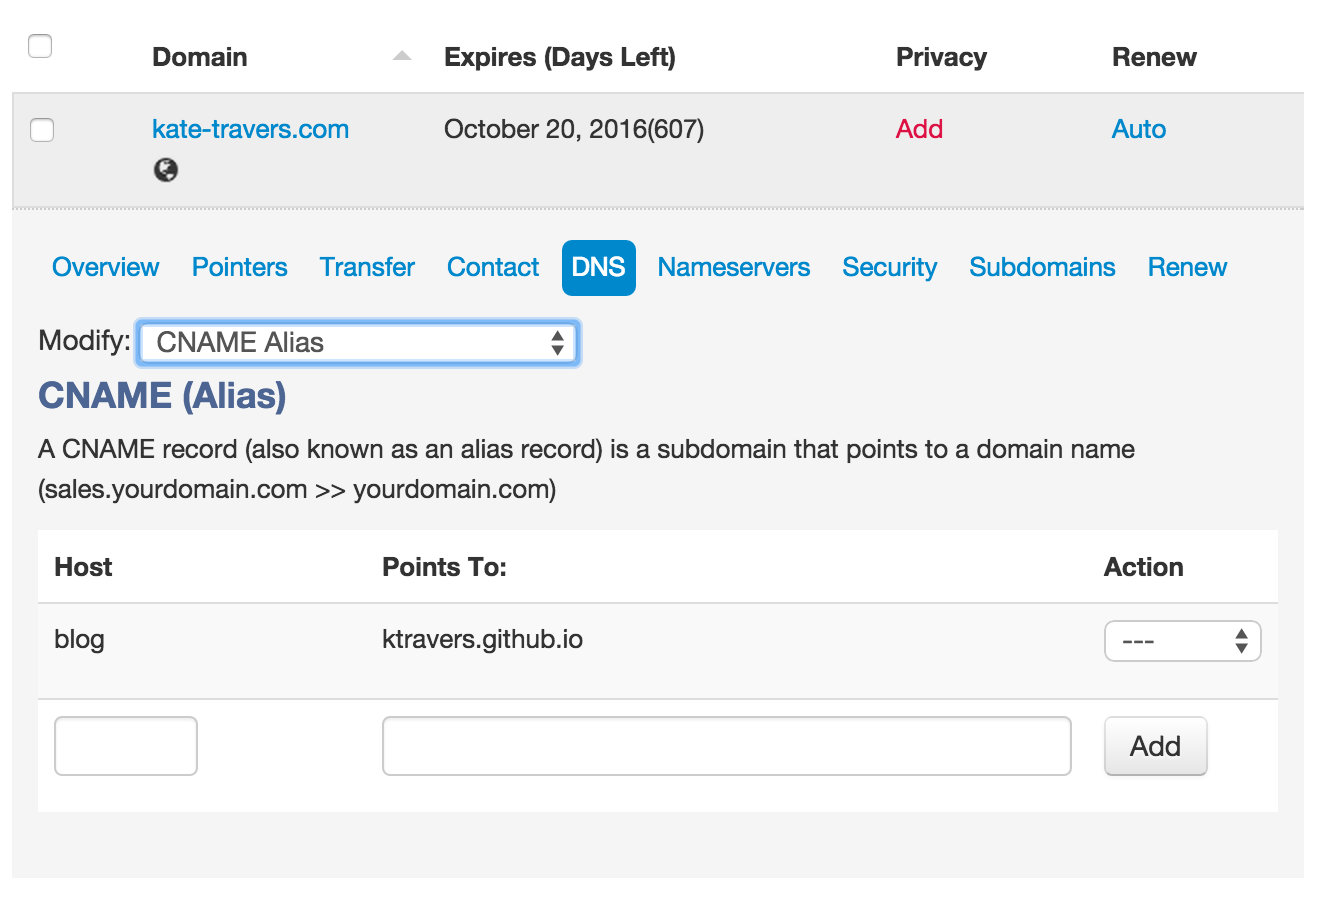 Domain Expires (Days Left) Privacy Renew
kate-travers.com October 20, 2016(607) Add Auto
Overview Pointers Transfer Contact DNS Nameservers Security Subdomains Renew
Modify: CNAME Alias
CNAME (Alias)
A CNAME record (also known as an alias record) is a subdomain that points to a domain name
(sales.yourdomain.com >> yourdomain.com)
Host Points To: Action
blog ktravers.github.io ---
Add